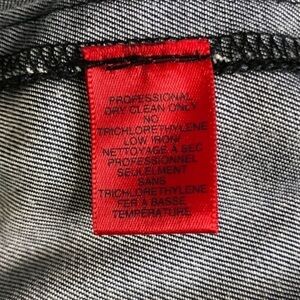 PROFESSIONAL
DRY CLEAN ONLY
NO
TRICHLORETHYLENE
LOW IRON/
NETTOYAGE A SEC
PROFESSIONNEL
SEULEMENT
SANS
TRICHLORETHYLENE
FER A BASSE
TEMPERATURE